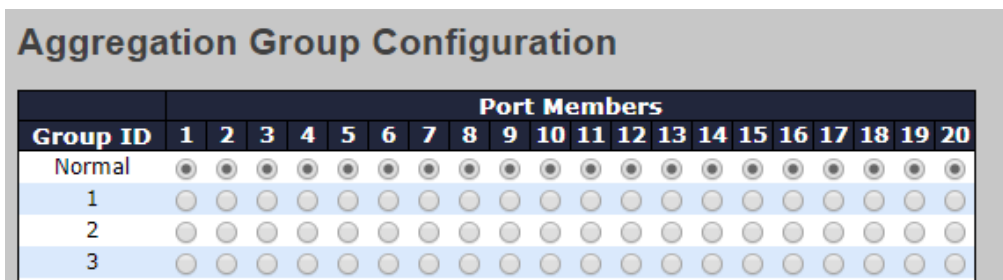 Aggregation Group Configuration
Port Members
Group ID 1 2 3 4 5 6 7 8 9 10 11 12 13 14 15 16 17 18 19 20
Normal
1
2
3